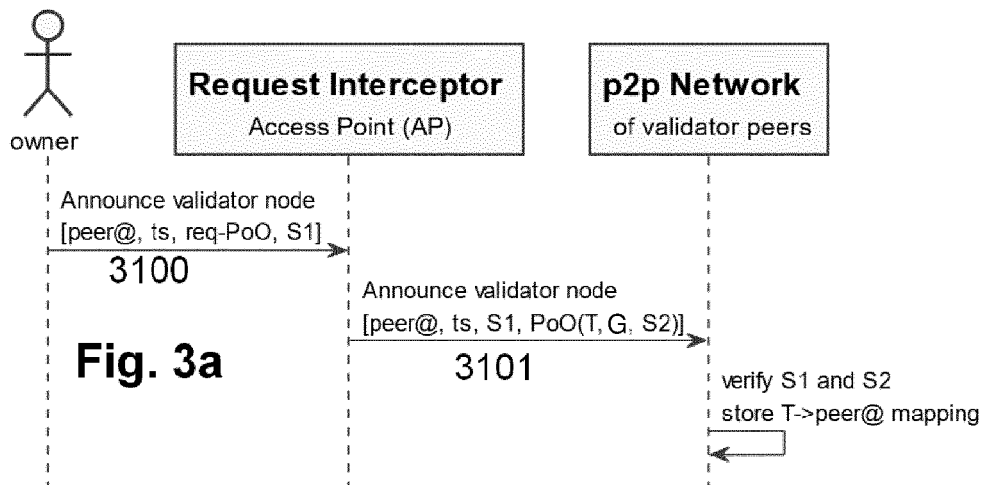 owner
Request Interceptor
Access Point (AP)
p2p Network
of validator peers
Announce validator node
[peer@, ts, req-PoO, S1]
3100
Announce validator node
[peer@, ts, S1, PoO(T, G, S2)]
3101
Fig. 3a
verify S1 and S2
store T->peer@ mapping